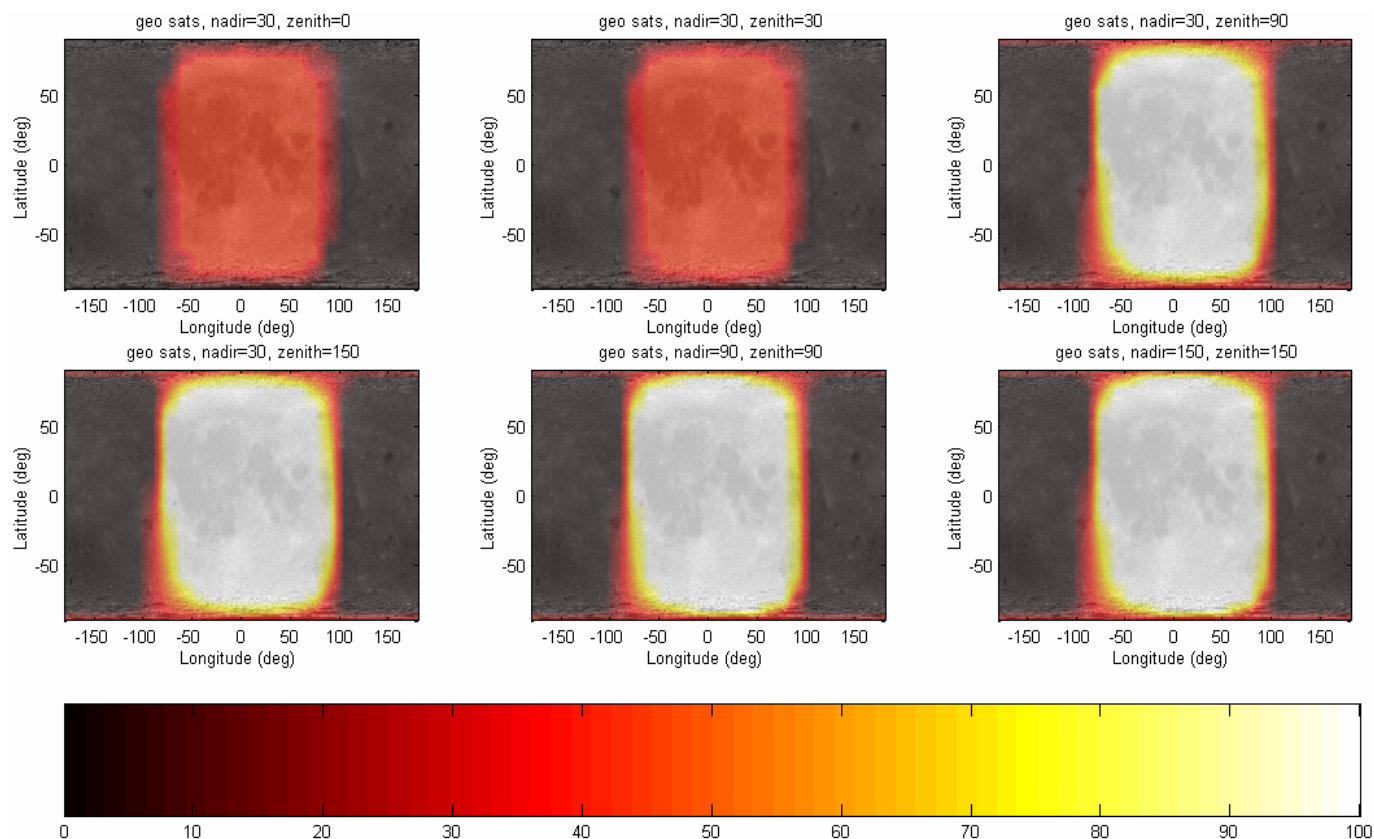 geo sats, nadir=30, zenith=0
geo sats, nadir=30, zenith=30
geo sats, nadir=30, zenith=90
Latitude (deg)
50
0
-50
-150 -100 -50 0 50 100 150
Longitude (deg)
Latitude (deg)
50
0
-50
-150 -100 -50 0 50 100 150
Longitude (deg)
Latitude (deg)
50
0
-50
-150 -100 -50 0 50 100 150
Longitude (deg)
geo sats, nadir=30, zenith=150
geo sats, nadir=90, zenith=90
geo sats, nadir=150, zenith=150
Latitude (deg)
50
0
-50
-150 -100 -50 0 50 100 150
Longitude (deg)
Latitude (deg)
50
0
-50
-150 -100 -50 0 50 100 150
Longitude (deg)
Latitude (deg)
50
0
-50
-150 -100 -50 0 50 100 150
Longitude (deg)
0 10 20 30 40 50 60 70 80 90 100